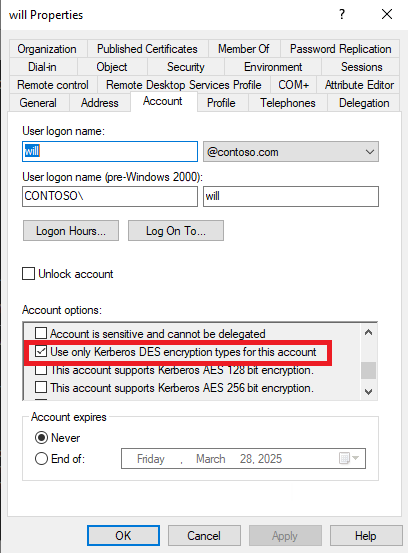 will Properties
Organization Published Certificates Member Of Password Replication
Dial-in Object Security Environment Sessions
Remote control Remote Desktop Services Profile COM+ Attribute Editor
General Address Account Profile Telephones Delegation
User logon name:
will @contoso.com
User logon name (pre-Windows 2000):
CONTOSO\ will
Logon Hours... Log On To...
Unlock account
Account options:
Account is sensitive and cannot be delegated
Use only Kerberos DES encryption types for this account
This account supports Kerberos AES 128 bit encryption.
This account supports Kerberos AES 256 bit encryption.
Account expires
Never
End of: Friday , March 28, 2025
OK Cancel Apply Help